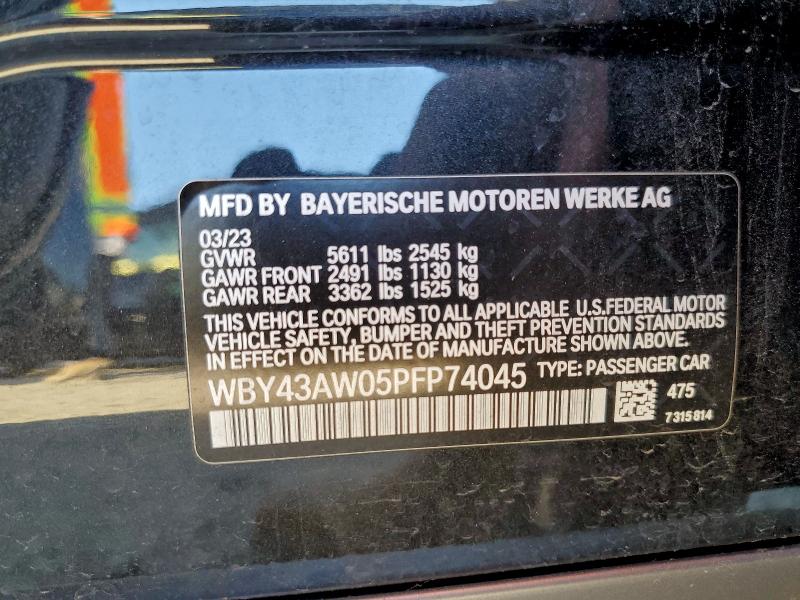 MFD BY BAYERISCHE MOTOREN WERKE AG
03/23
GVWR 5611 lbs 2545 kg
GAWR FRONT 2491 lbs 1130 kg
GAWR REAR 3362 lbs 1525 kg
THIS VEHICLE CONFORMS TO ALL APPLICABLE U.S.FEDERAL MOTOR
VEHICLE SAFETY, BUMPER AND THEFT PREVENTION STANDARDS
IN EFFECT ON THE DATE OF MANUFACTURE SHOWN ABOVE.
WBY43AW05PFP74045 TYPE: PASSENGER CAR
475
7315814